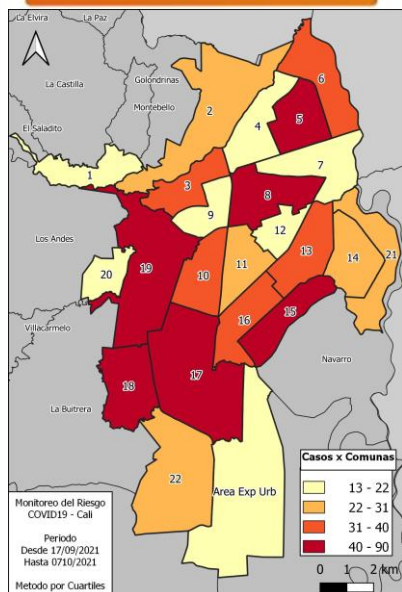 La Elvira
La Paz
La Castilla
Golondrinas
Montebello
El Saladito
Los Andes
Villacarmelo
La Buitrera
Navarro
1
2
3
4
5
6
7
8
9
10
11
12
13
14
21
15
16
17
18
19
20
22
Area Exp Urb
Monitoreo del Riesgo
COVID19 - Cali
Periodo
Desde 17/09/2021
Hasta 0710/2021
Metodo por Cuartiles
Casos x Comunas
13 - 22
22 - 31
31 - 40
40 - 90
0 1 2 km